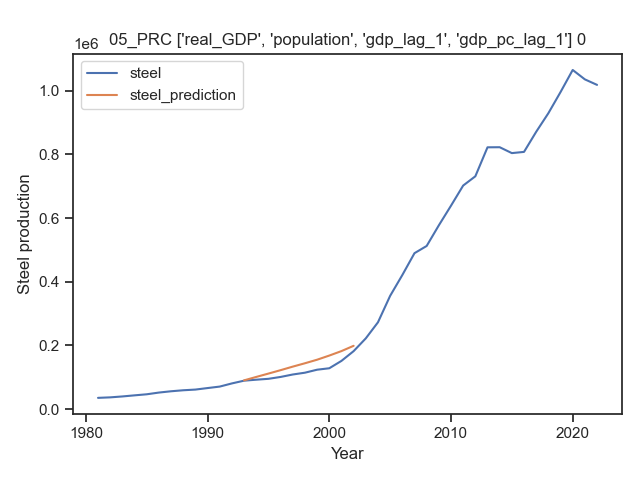 05_PRC ['real_GDP', 'population', 'gdp_lag_1', 'gdp_pc_lag_1'] 0
1e6
steel
steel_prediction
1.0
0.8
0.6
0.4
0.2
0.0
Steel production
1980 1990 2000 2010 2020
Year